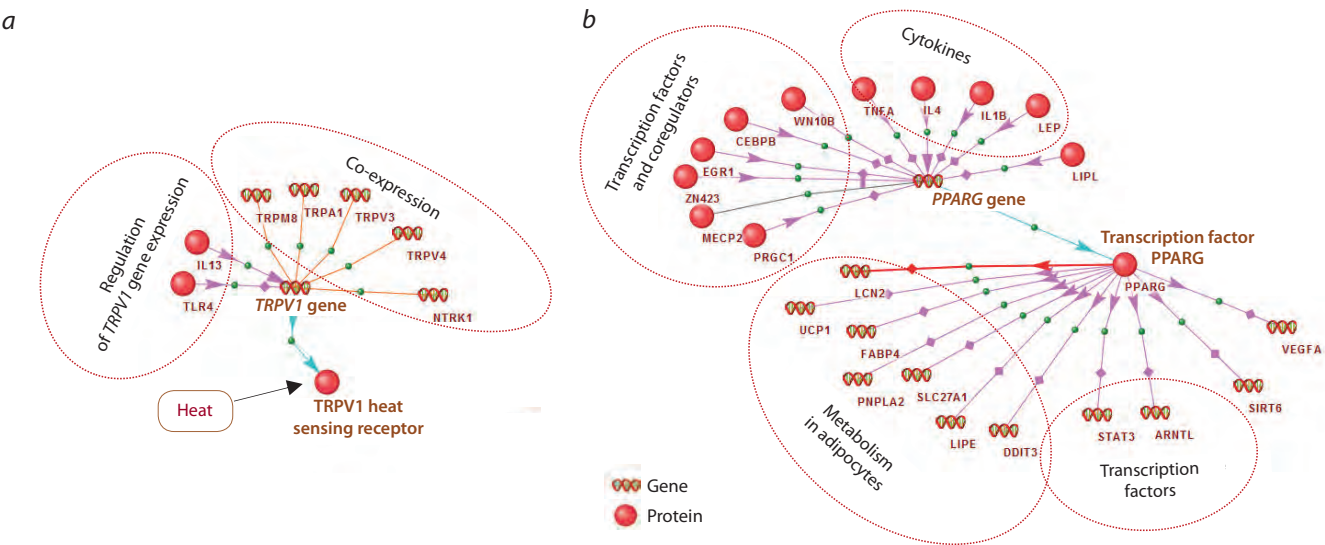 a
Regulation
of TRPV1 gene expression
Co-expression
TRPM8
TRPA1
TRPV3
TRPV4
IL13
TLR4
TRPV1 gene
NTRK1
Heat
TRPV1 heat
sensing receptor
b
Transcription factors
and coregulators
Cytokines
WN10B
TNFA
IL4
IL1B
LEP
CEBPB
EGR1
LIPL
ZN423
PPARG gene
MECP2
PRGC1
Transcription factor
PPARG
PPARG
LCN2
UCP1
FABP4
PNPLA2
SLC27A1
LIPE
DDIT3
STAT3
ARNTL
SIRT6
VEGFA
Metabolism
in adipocytes
Transcription
factors
Gene
Protein